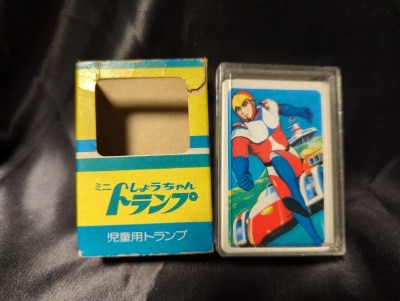 ミニ
しょうちゃん
トランプ
児童用トランプ